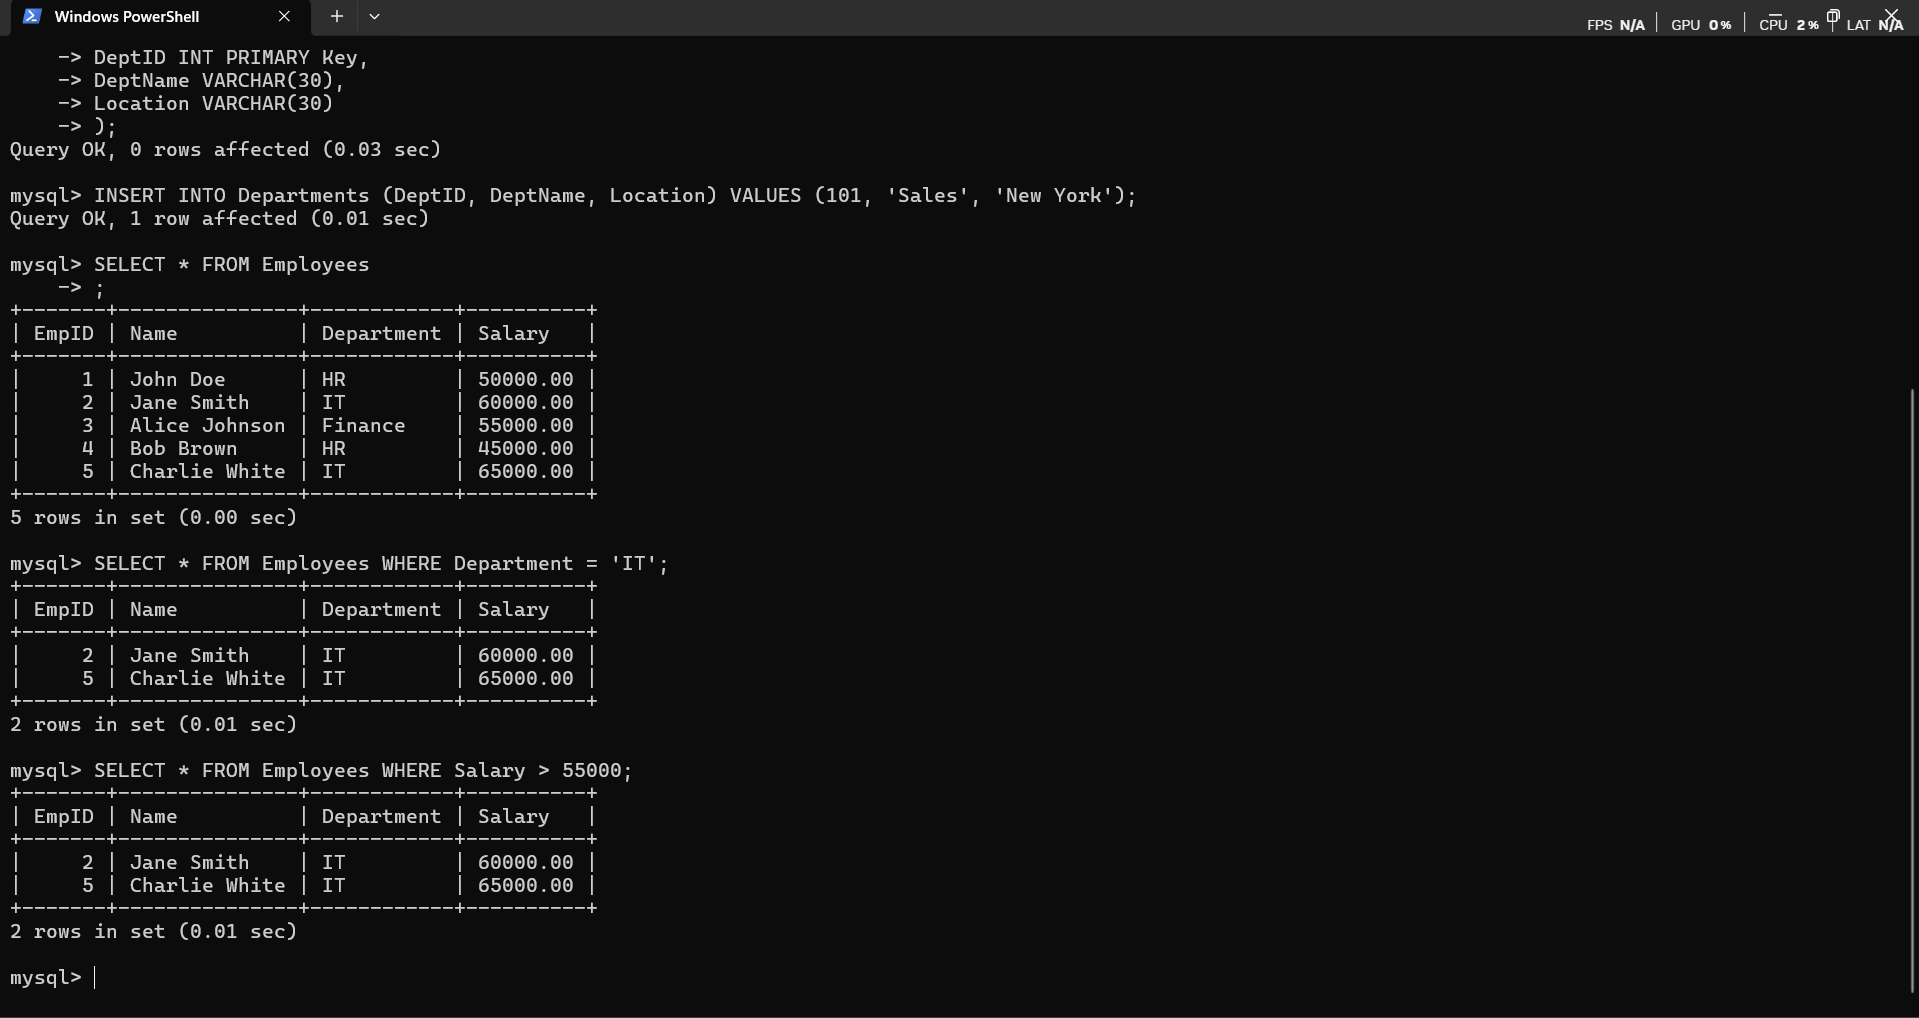 Windows PowerShell
FPS N/A | GPU 0% | CPU 2% | LAT N/A
    -> DeptID INT PRIMARY Key,
    -> DeptName VARCHAR(30),
    -> Location VARCHAR(30)
    -> );
Query OK, 0 rows affected (0.03 sec)

mysql> INSERT INTO Departments (DeptID, DeptName, Location) VALUES (101, 'Sales', 'New York');
Query OK, 1 row affected (0.01 sec)

mysql> SELECT * FROM Employees
    -> ;
+-------+---------------+------------+----------+
| EmpID | Name          | Department | Salary   |
+-------+---------------+------------+----------+
|     1 | John Doe      | HR         | 50000.00 |
|     2 | Jane Smith    | IT         | 60000.00 |
|     3 | Alice Johnson | Finance    | 55000.00 |
|     4 | Bob Brown     | HR         | 45000.00 |
|     5 | Charlie White | IT         | 65000.00 |
+-------+---------------+------------+----------+
5 rows in set (0.00 sec)

mysql> SELECT * FROM Employees WHERE Department = 'IT';
+-------+---------------+------------+----------+
| EmpID | Name          | Department | Salary   |
+-------+---------------+------------+----------+
|     2 | Jane Smith    | IT         | 60000.00 |
|     5 | Charlie White | IT         | 65000.00 |
+-------+---------------+------------+----------+
2 rows in set (0.01 sec)

mysql> SELECT * FROM Employees WHERE Salary > 55000;
+-------+---------------+------------+----------+
| EmpID | Name          | Department | Salary   |
+-------+---------------+------------+----------+
|     2 | Jane Smith    | IT         | 60000.00 |
|     5 | Charlie White | IT         | 65000.00 |
+-------+---------------+------------+----------+
2 rows in set (0.01 sec)

mysql>